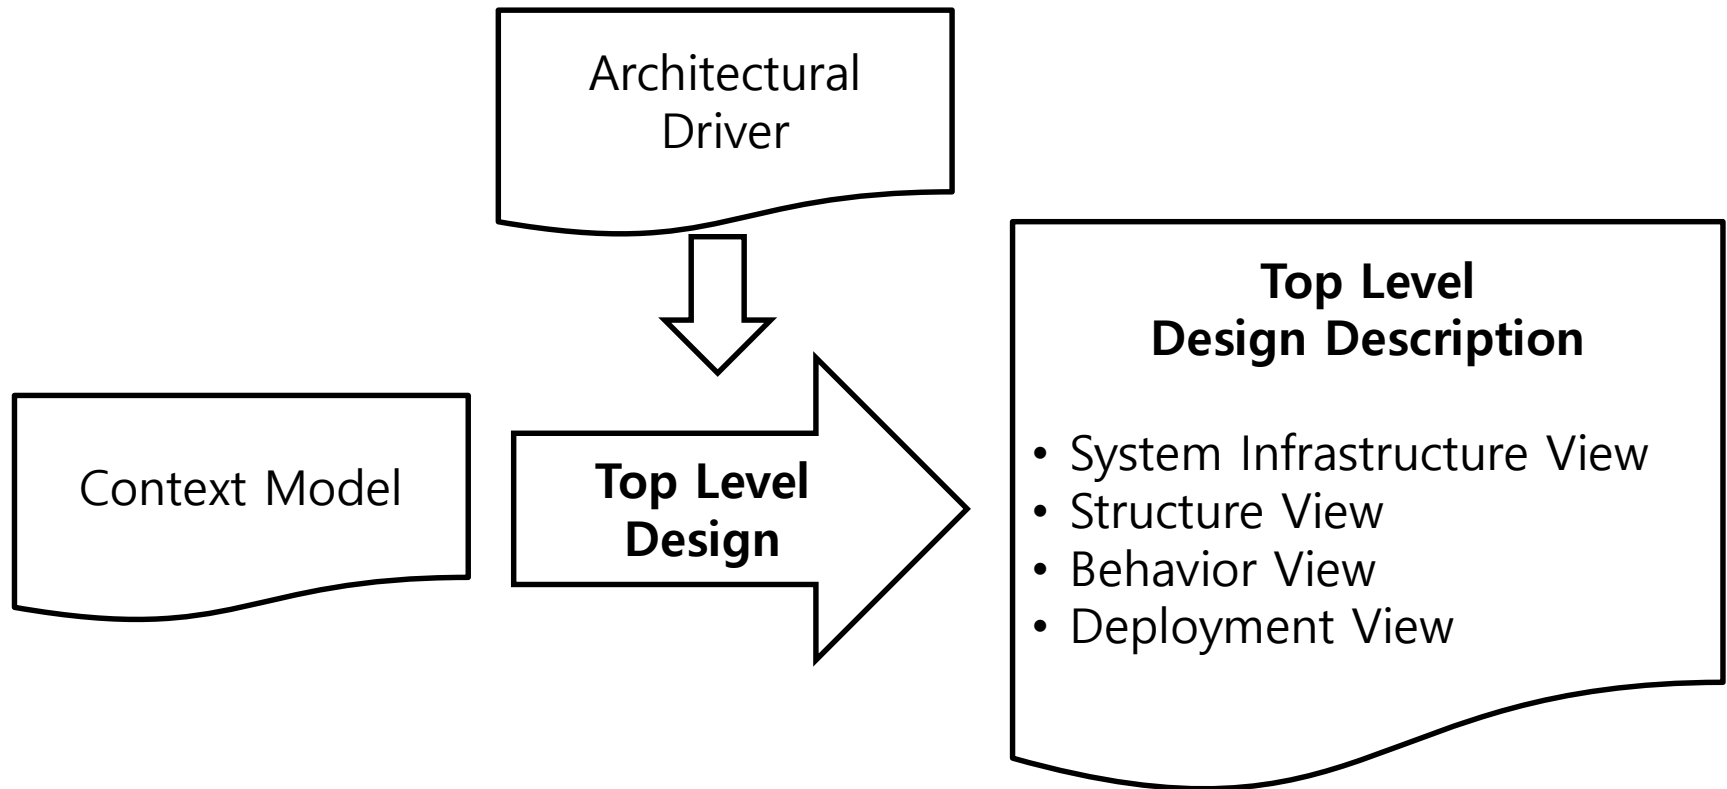 Architectural
Driver
Context Model
Top Level
Design
Top Level
Design Description
• System Infrastructure View
• Structure View
• Behavior View
• Deployment View